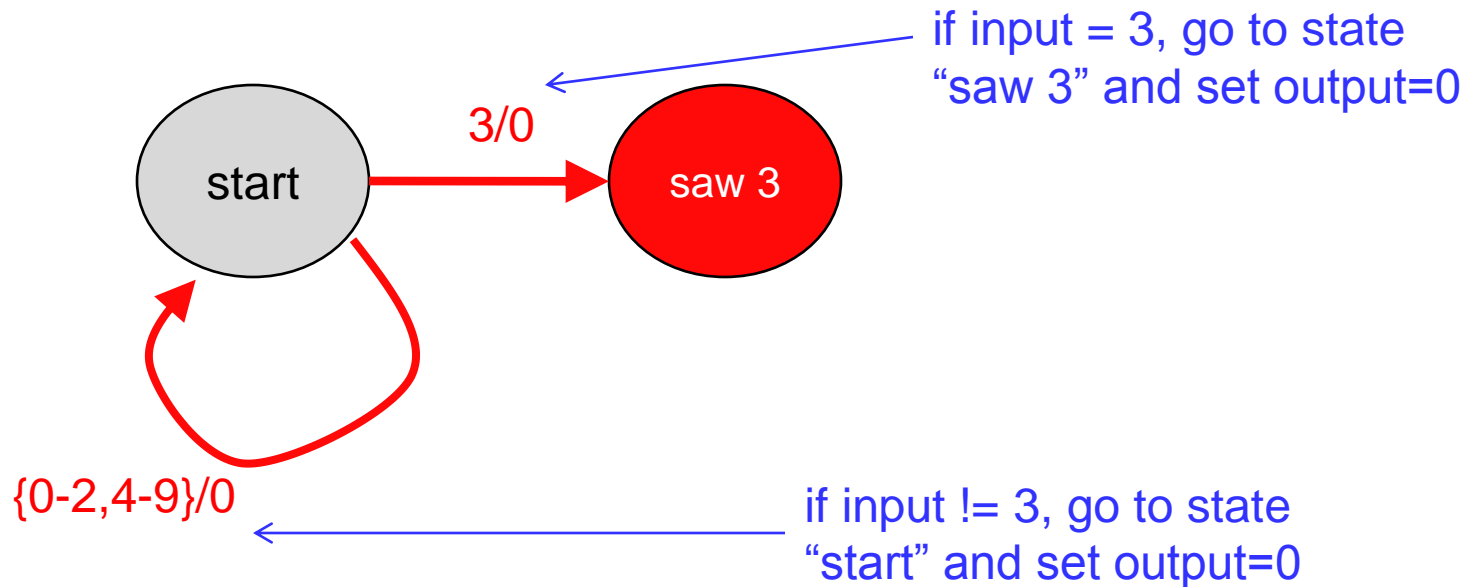 if input = 3, go to state
“saw 3” and set output=0
3/0
start
saw 3
{0-2,4-9}/0
if input != 3, go to state
“start” and set output=0